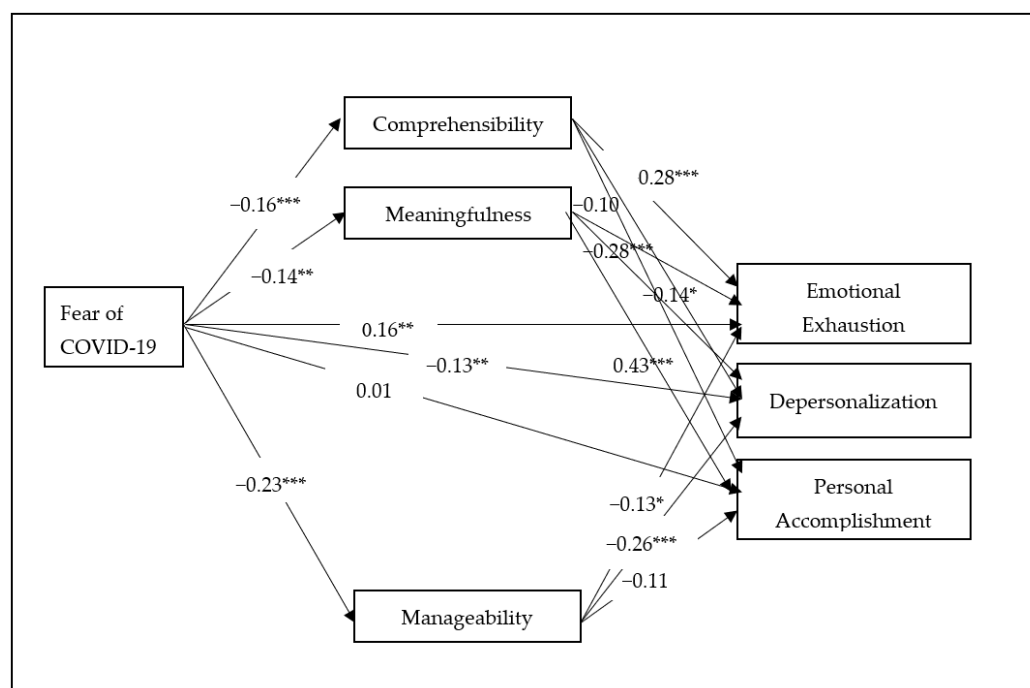 Comprehensibility
0.28***
−0.16***
Meaningfulness
−0.10
−0.28***
−0.14**
−0.14*
Fear of
COVID-19
Emotional
Exhaustion
0.16**
−0.13**
0.43***
0.01
Depersonalization
−0.23***
Personal
Accomplishment
−0.13*
−0.26***
−0.11
Manageability